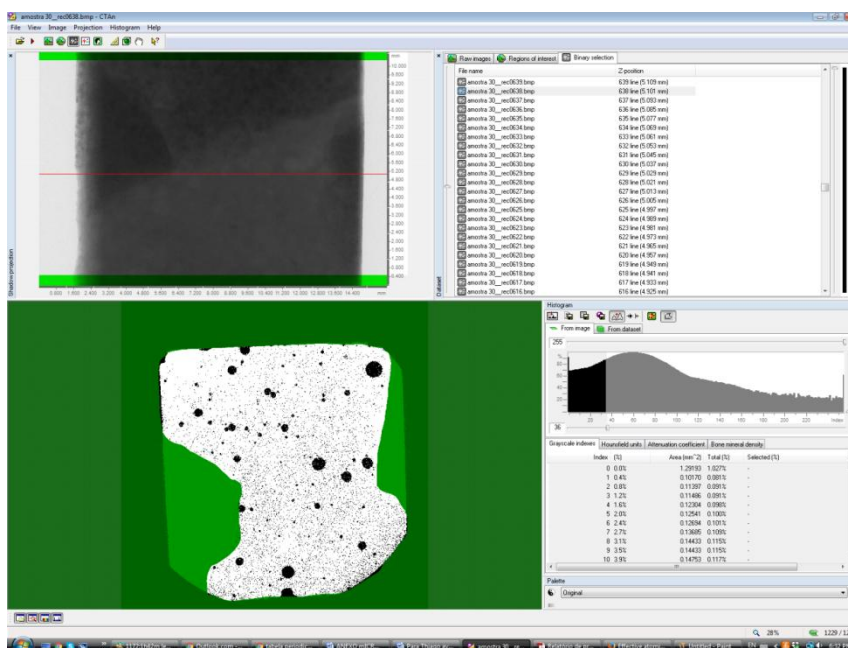 amostra 30__rec0638.bmp - CTAn
File View Image Projection Histogram Help
Raw images Regions of interest Binary selection
File name Z position
amostra 30__rec0639.bmp 639 line (5.109 mm)
amostra 30__rec0638.bmp 638 line (5.101 mm)
amostra 30__rec0637.bmp 637 line (5.093 mm)
amostra 30__rec0636.bmp 636 line (5.085 mm)
amostra 30__rec0635.bmp 635 line (5.077 mm)
amostra 30__rec0634.bmp 634 line (5.069 mm)
amostra 30__rec0633.bmp 633 line (5.061 mm)
amostra 30__rec0632.bmp 632 line (5.053 mm)
amostra 30__rec0631.bmp 631 line (5.045 mm)
amostra 30__rec0630.bmp 630 line (5.037 mm)
amostra 30__rec0629.bmp 629 line (5.029 mm)
amostra 30__rec0628.bmp 628 line (5.021 mm)
amostra 30__rec0627.bmp 627 line (5.013 mm)
amostra 30__rec0626.bmp 626 line (5.005 mm)
amostra 30__rec0625.bmp 625 line (4.997 mm)
amostra 30__rec0624.bmp 624 line (4.989 mm)
amostra 30__rec0623.bmp 623 line (4.981 mm)
amostra 30__rec0622.bmp 622 line (4.973 mm)
amostra 30__rec0621.bmp 621 line (4.965 mm)
amostra 30__rec0620.bmp 620 line (4.957 mm)
amostra 30__rec0619.bmp 619 line (4.949 mm)
amostra 30__rec0618.bmp 618 line (4.941 mm)
amostra 30__rec0617.bmp 617 line (4.933 mm)
amostra 30__rec0616.bmp 616 line (4.925 mm)
Shadow projection
Dataset
Histogram
From image From dataset
255
36
0 20 40 60 80 100 120 140 160 180 200 220 index
Grayscale indexes Hounsfield units Attenuation coefficient Bone mineral density
Index (%) Area (mm^2) Total (%) Selected (%)
0 0.0% 1.29193 1.027% -
1 0.4% 0.10170 0.081% -
2 0.8% 0.11397 0.091% -
3 1.2% 0.11486 0.091% -
4 1.6% 0.12304 0.098% -
5 2.0% 0.12541 0.100% -
6 2.4% 0.12694 0.101% -
7 2.7% 0.13685 0.109% -
8 3.1% 0.14433 0.115% -
9 3.5% 0.14433 0.115% -
10 3.9% 0.14753 0.117% -
Palette
Original
28%